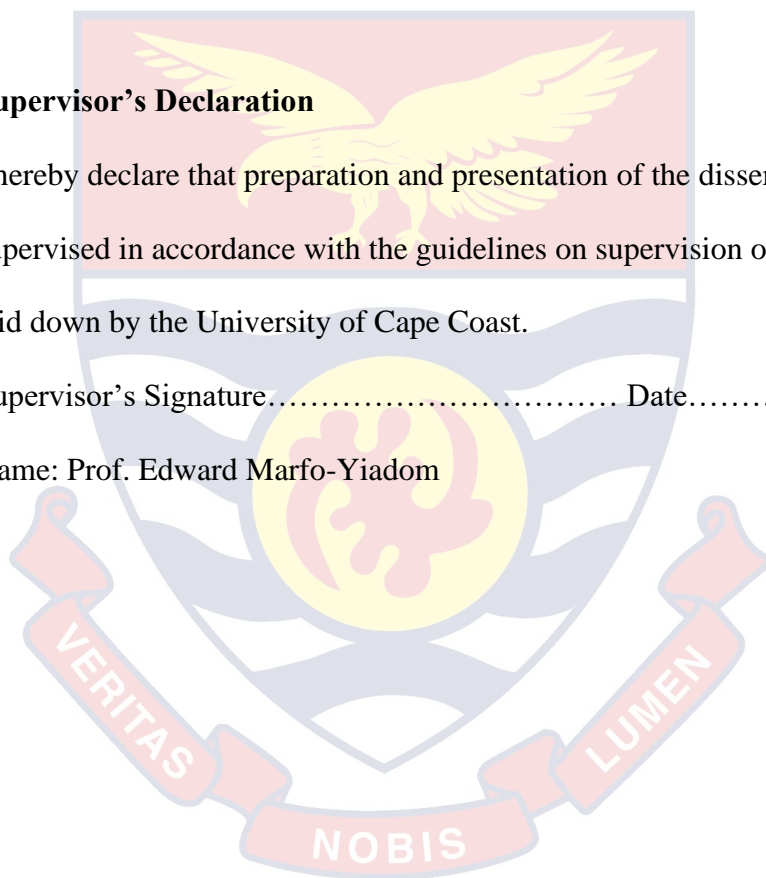 upervisor’s Declaration
hereby declare that preparation and presentation of the disser
pervised in accordance with the guidelines on supervision o
id down by the University of Cape Coast.
upervisor’s Signature…………………………… Date………
ame: Prof. Edward Marfo-Yiadom
VERITAS
NOBIS
LUMEN